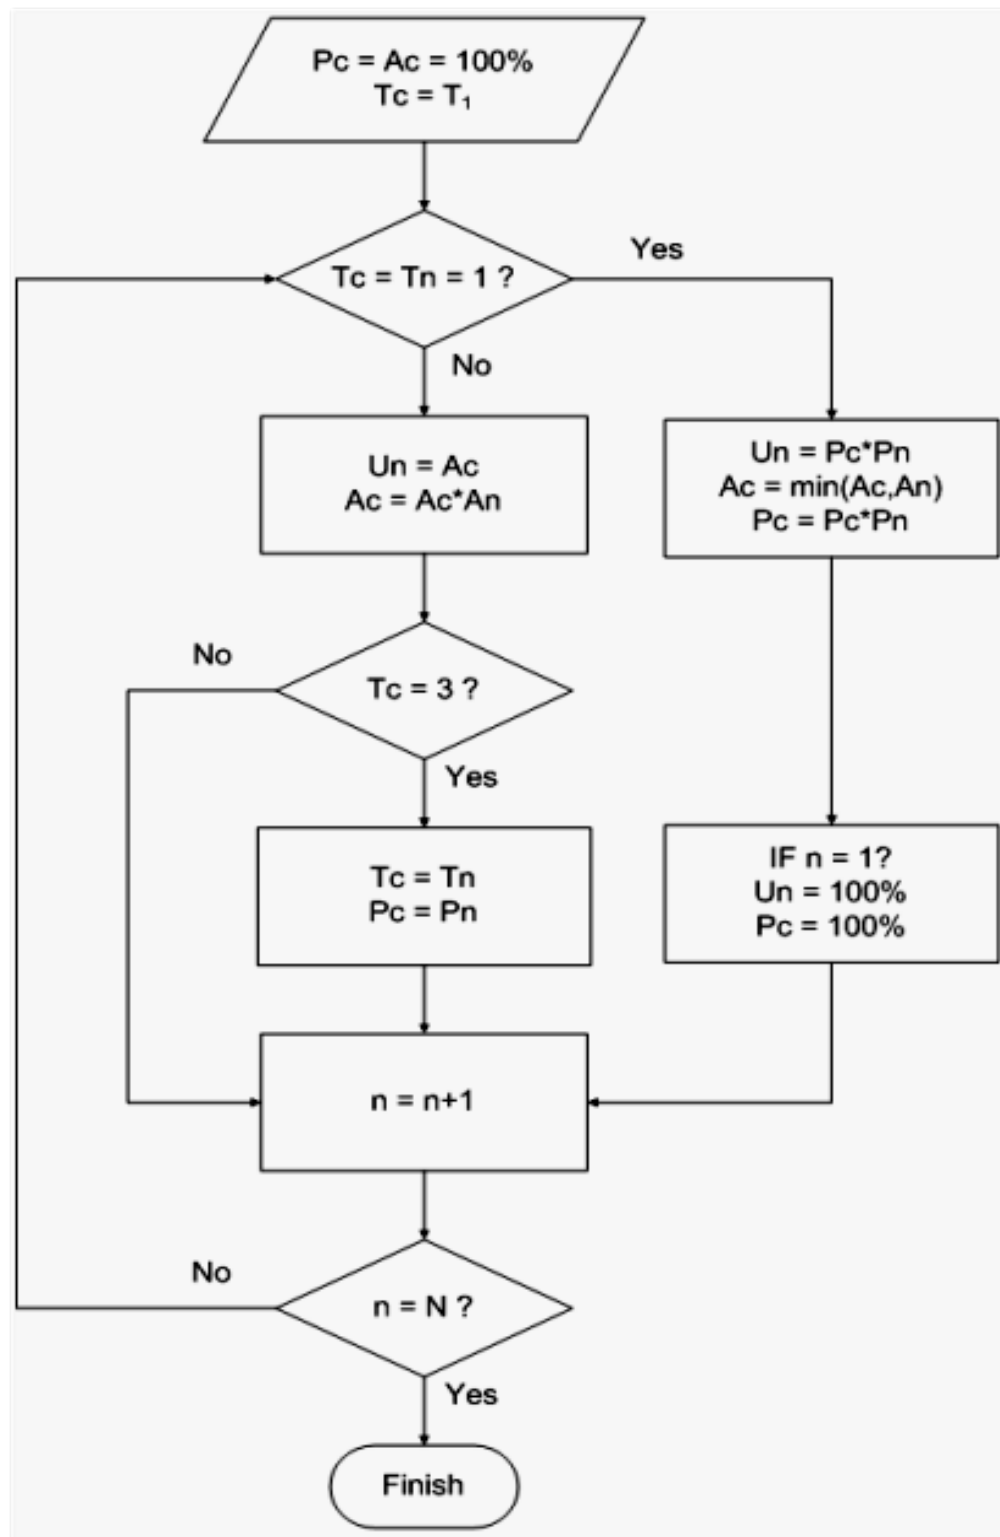 Pc = Ac = 100%
Tc = T₁
Tc = Tn = 1 ?
Yes
No
Un = Ac
Ac = Ac*An
Un = Pc*Pn
Ac = min(Ac,An)
Pc = Pc*Pn
No
Tc = 3 ?
Yes
Tc = Tn
Pc = Pn
IF n = 1?
Un = 100%
Pc = 100%
n = n+1
No
n = N ?
Yes
Finish